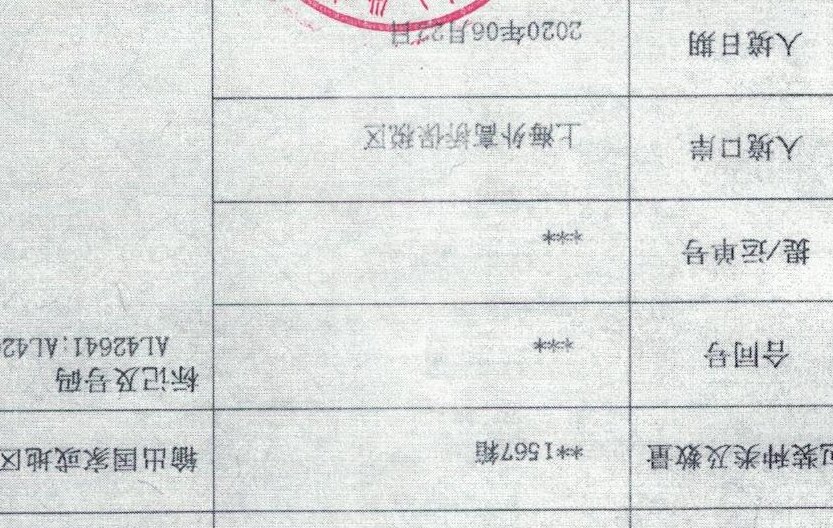 包装种类及数量 **1567箱 输出国家或地区
合同号 *** 标记及号码
AL42641;AL42
提/运单号 ***
入境口岸 上海外高桥保税区
入境日期 2020年06月22日